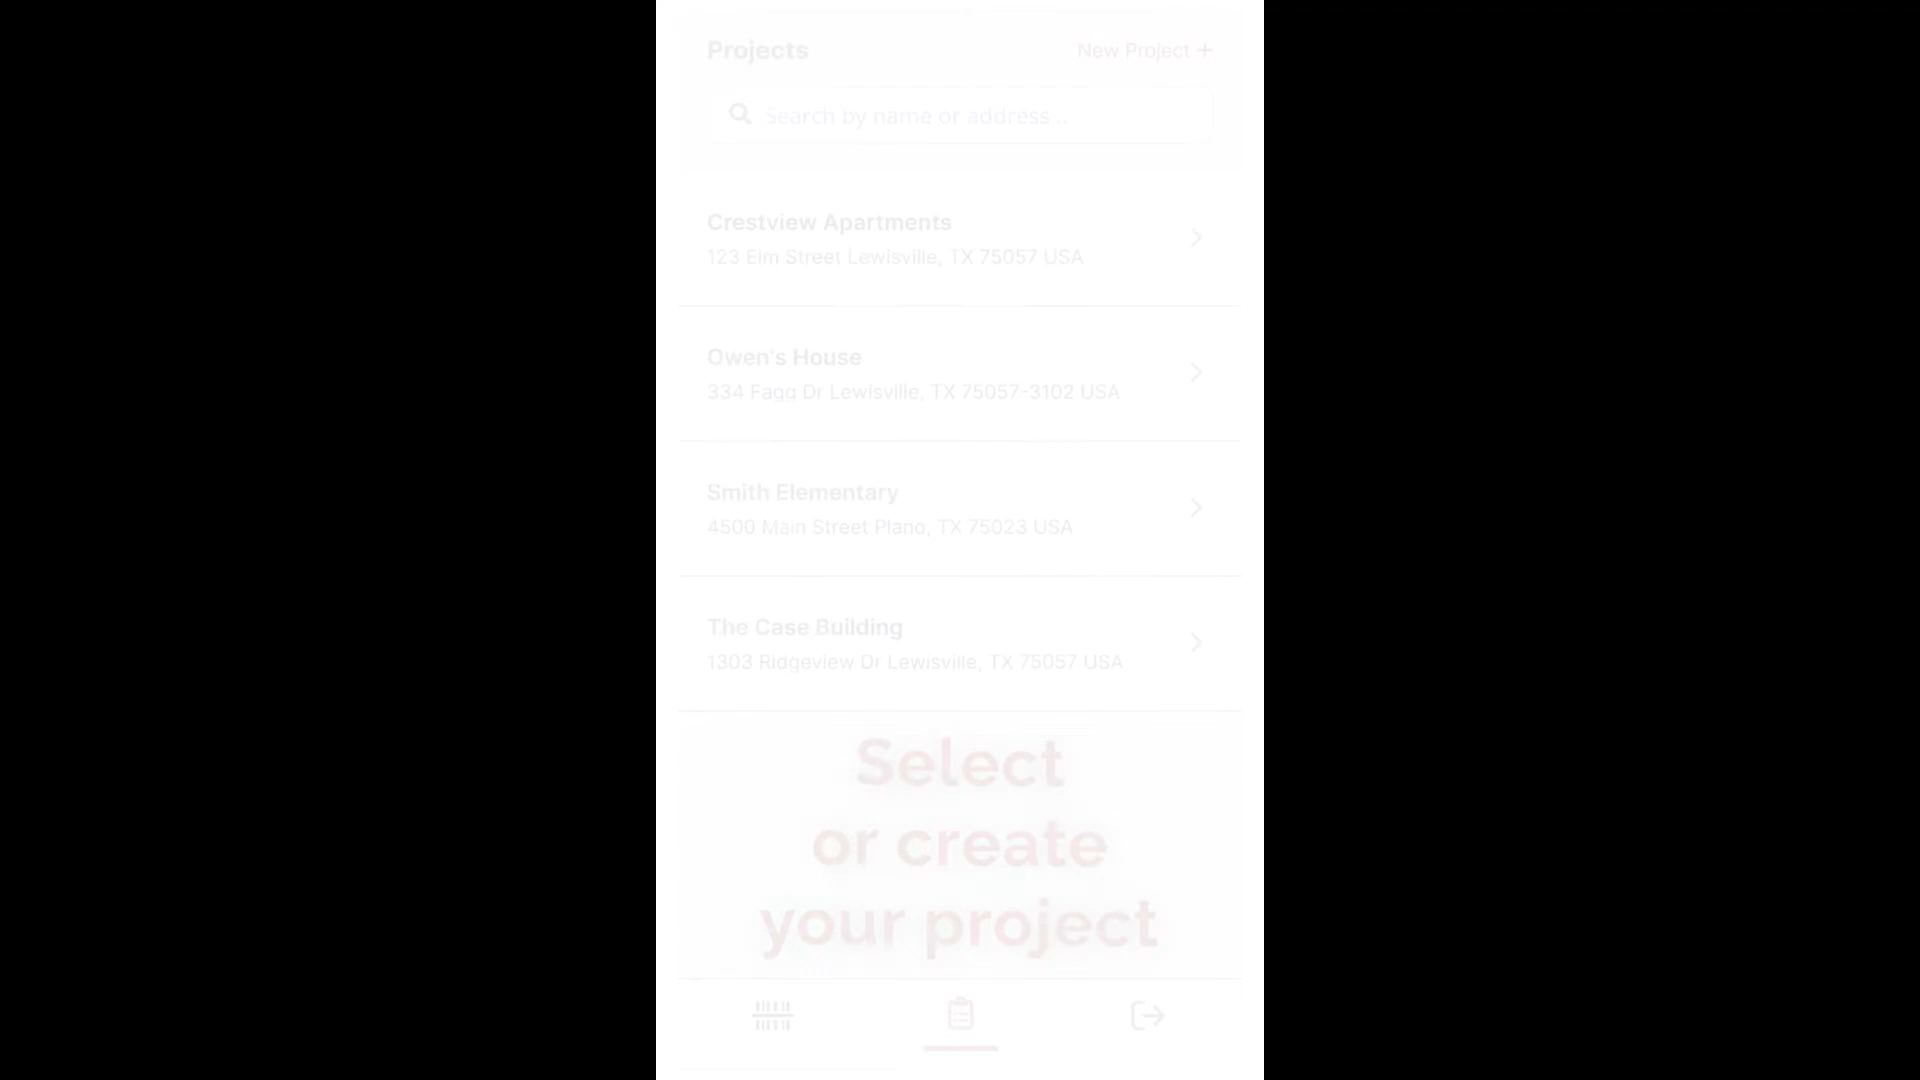 Projects
New Project +
Search by name or address ..
Crestview Apartments
123 Elm Street Lewisville, TX 75057 USA
Owen's House
334 Fagg Dr Lewisville, TX 75057-3102 USA
Smith Elementary
4500 Main Street Plano, TX 75023 USA
The Case Building
1303 Ridgeview Dr Lewisville, TX 75057 USA
Select
or create
your project